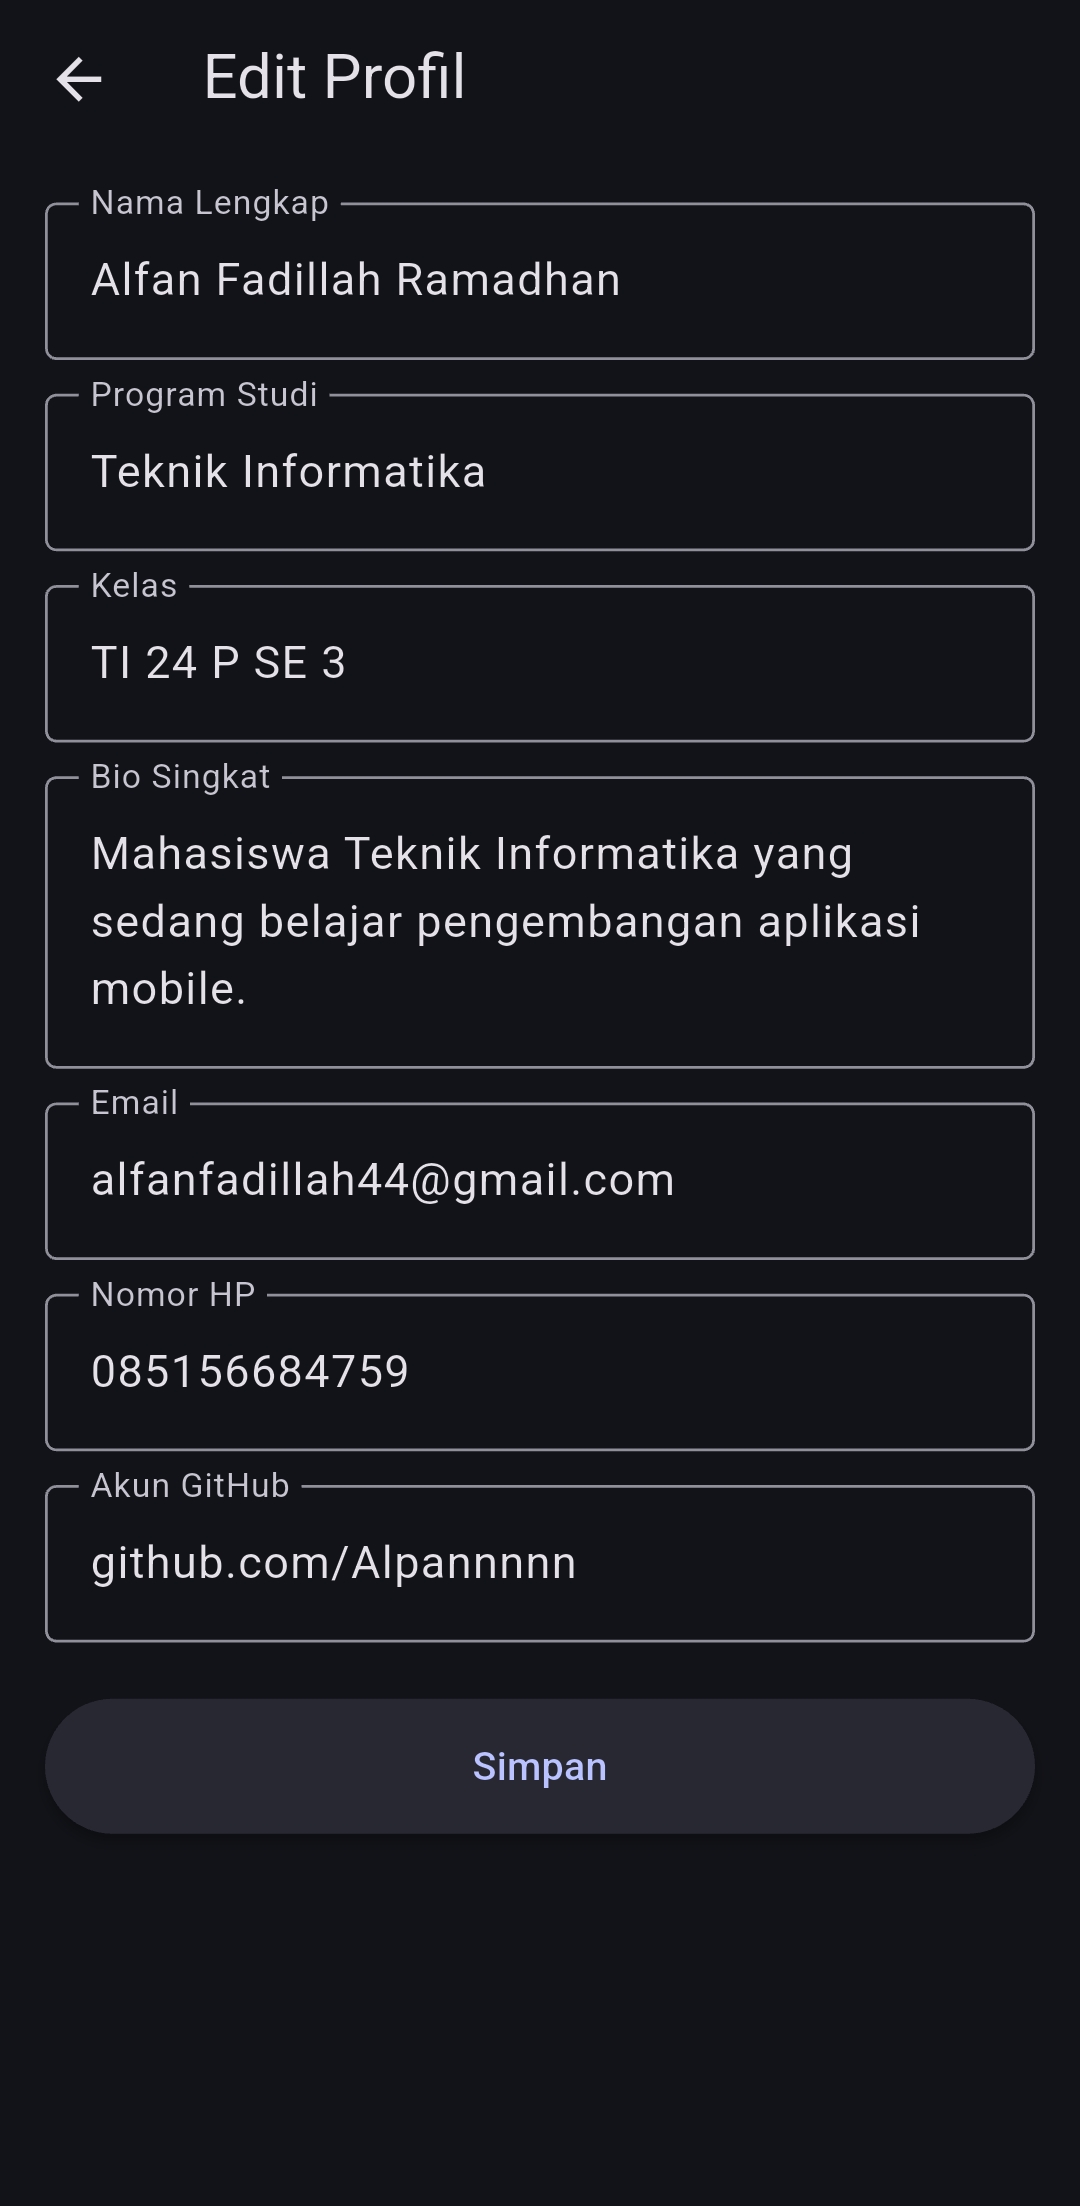 Edit Profil
Nama Lengkap
Alfan Fadillah Ramadhan
Program Studi
Teknik Informatika
Kelas
TI 24 P SE 3
Bio Singkat
Mahasiswa Teknik Informatika yang
sedang belajar pengembangan aplikasi
mobile.
Email
alfanfadillah44@gmail.com
Nomor HP
085156684759
Akun GitHub
github.com/Alpannnnn
Simpan